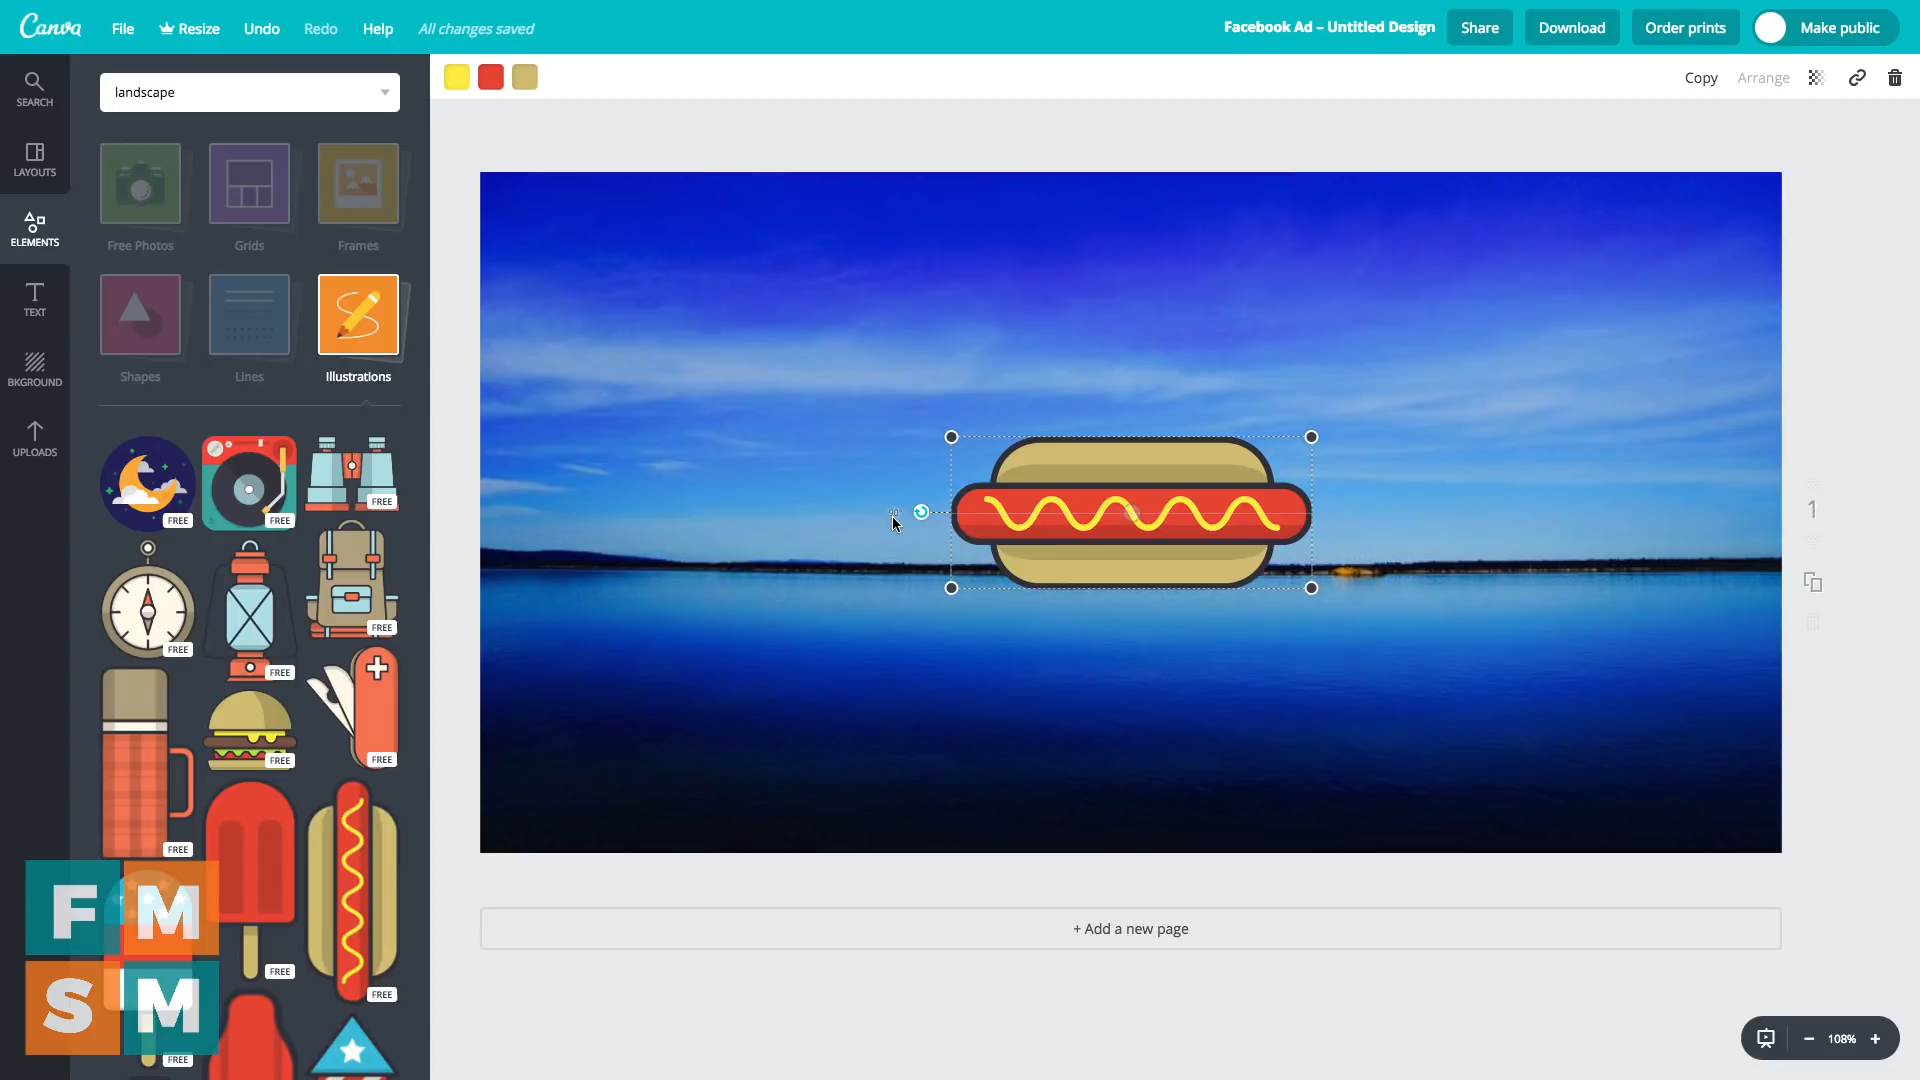 Canva File Resize Undo Redo Help All changes saved Facebook Ad – Untitled Design Share Download Order prints Make public
landscape
Copy Arrange
SEARCH
LAYOUTS
ELEMENTS
TEXT
BKGROUND
UPLOADS
Free Photos Grids Frames
Shapes Lines Illustrations
FREE FREE FREE
FREE FREE FREE
FREE FREE FREE
FREE FREE
FREE
F M
S M
1
+ Add a new page
108%